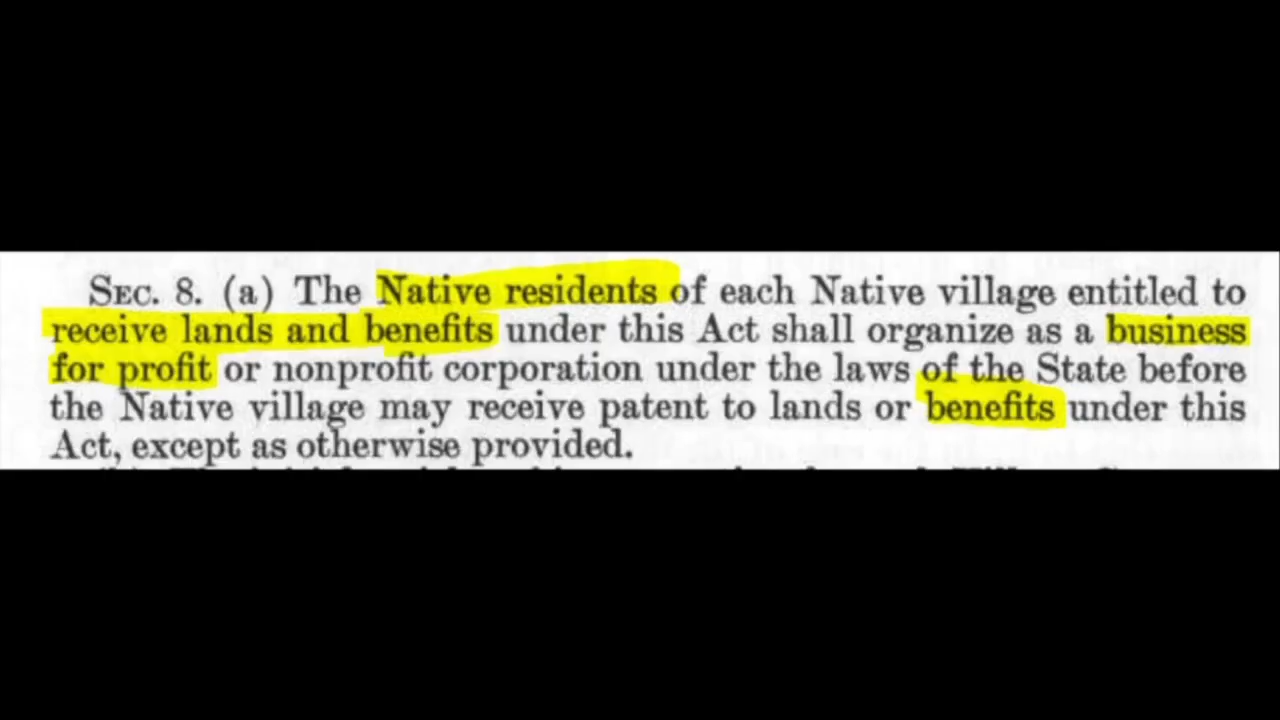 SEC. 8. (a) The Native residents of each Native village entitled to
receive lands and benefits under this Act shall organize as a business
for profit or nonprofit corporation under the laws of the State before
the Native village may receive patent to lands or benefits under this
Act, except as otherwise provided.